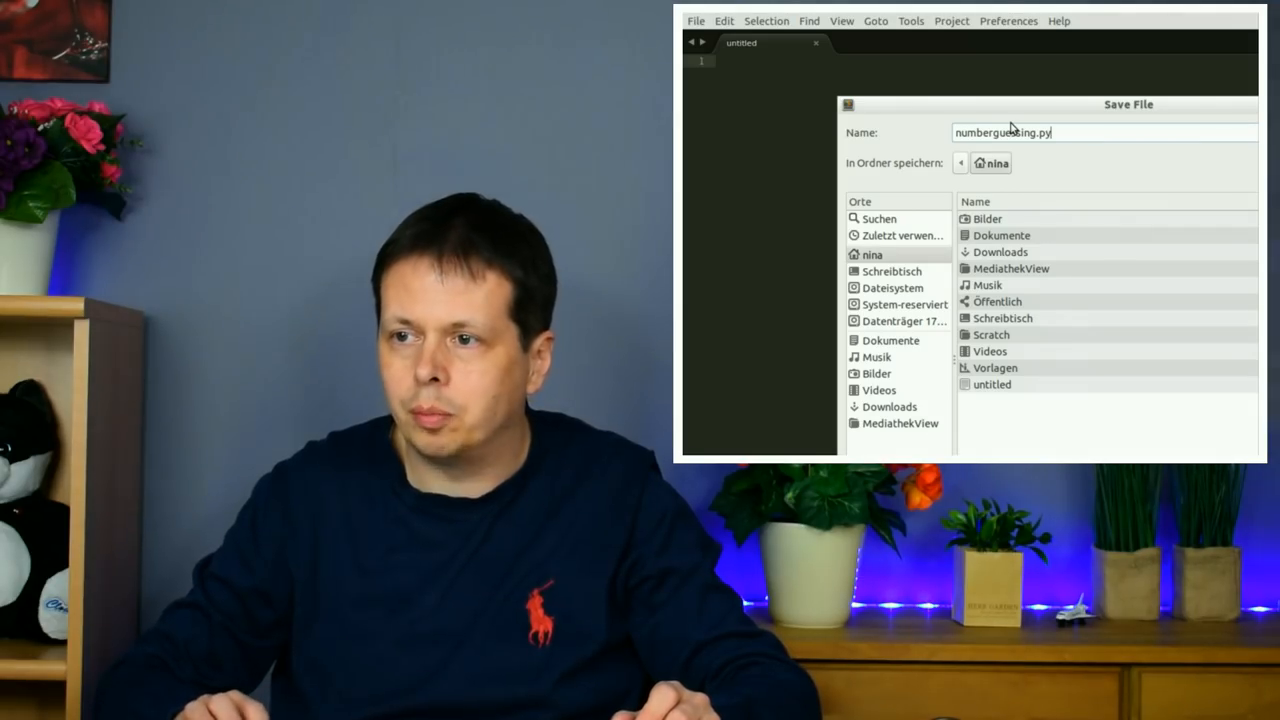 File Edit Selection Find View Goto Tools Project Preferences Help
untitled
1
Save File
Name: numberguessing.py
In Ordner speichern: nina
Orte Name
Suchen Bilder
Zuletzt verwen... Dokumente
Downloads
nina MediathekView
Schreibtisch Musik
Dateisystem Öffentlich
System-reserviert Schreibtisch
Datenträger 17... Scratch
Dokumente Videos
Musik Vorlagen
Bilder untitled
Videos
Downloads
MediathekView
HERB GARDEN